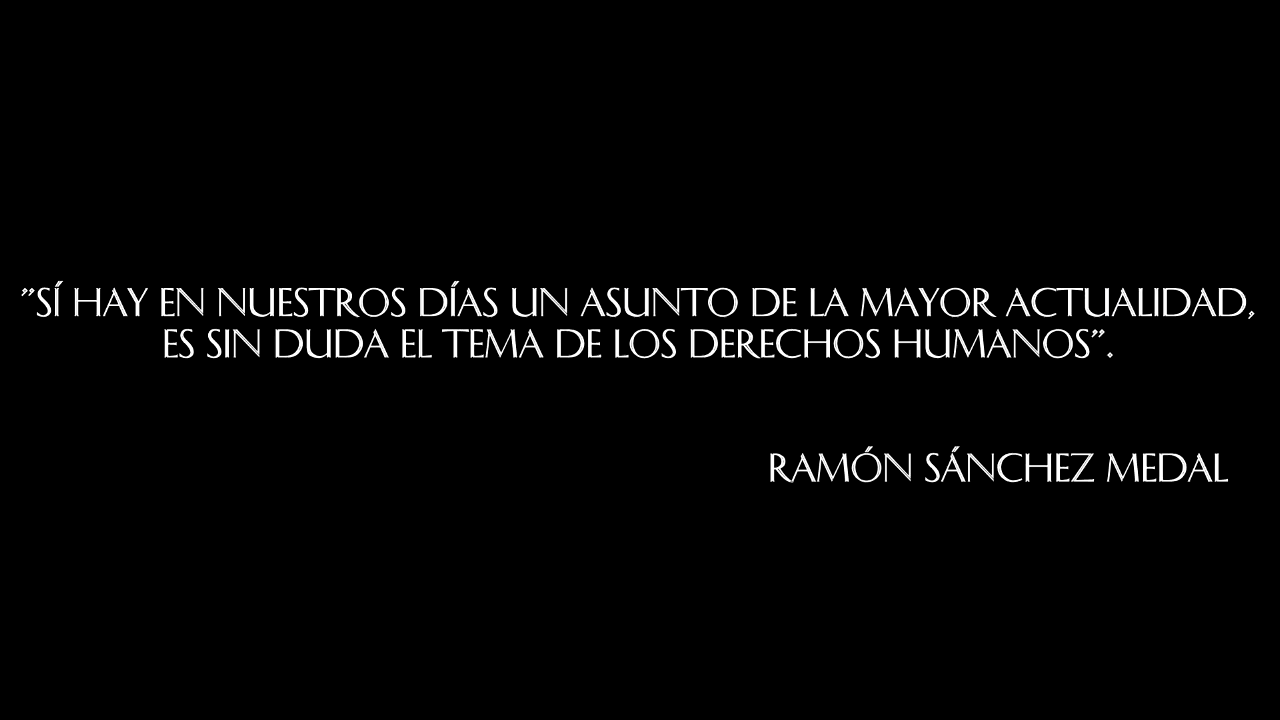 "SÍ HAY EN NUESTROS DÍAS UN ASUNTO DE LA MAYOR ACTUALIDAD,
ES SIN DUDA EL TEMA DE LOS DERECHOS HUMANOS".
RAMÓN SÁNCHEZ MEDAL